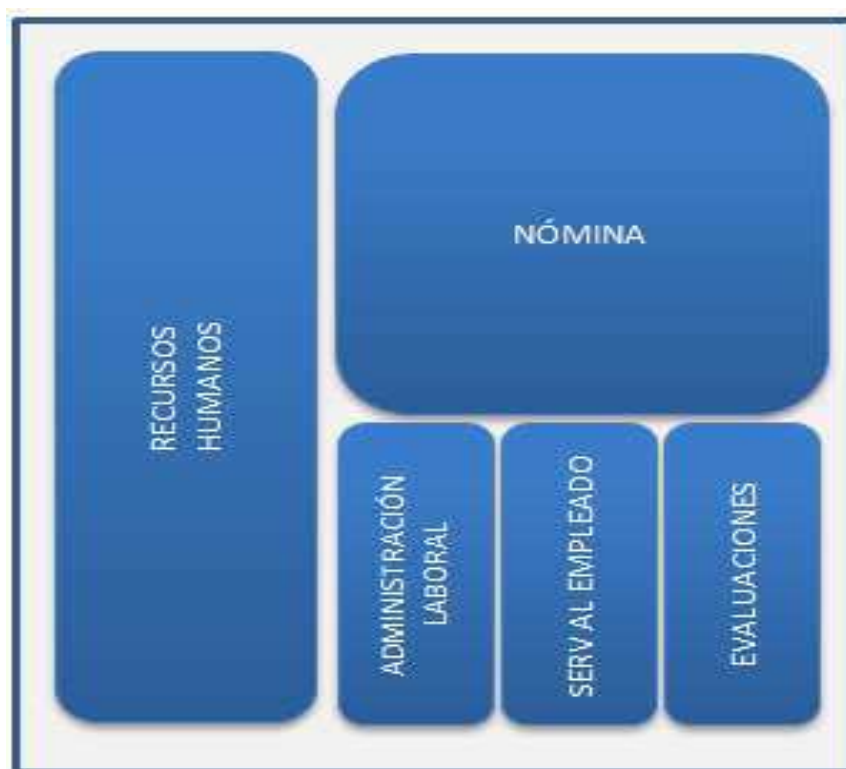 RECURSOS
HUMANOS
NÓMINA
ADMINISTRACIÓN
LABORAL
SERV AL EMPLEADO
EVALUACIONES